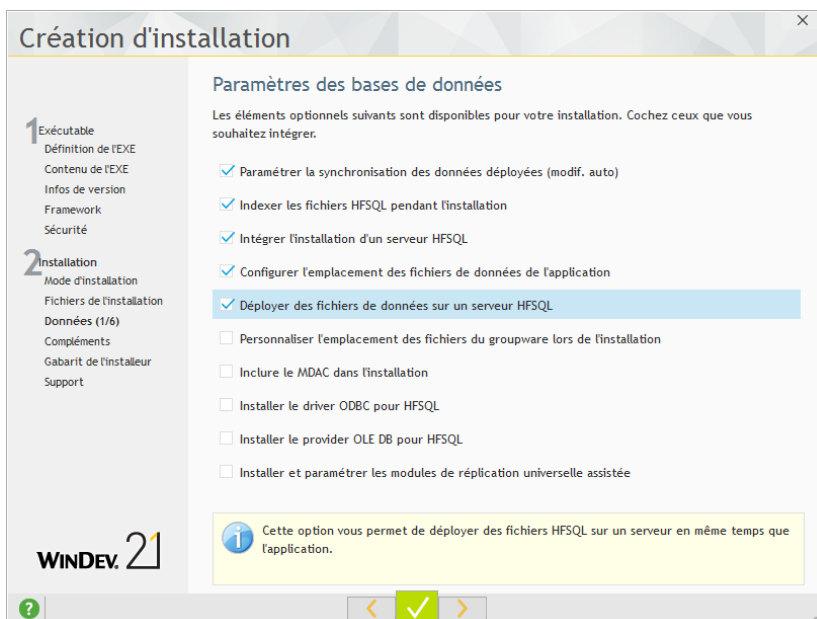 Création d'installation
1 Exécutable
Définition de l'EXE
Contenu de l'EXE
Infos de version
Framework
Sécurité
2 Installation
Mode d'installation
Fichiers de l'installation
Données (1/6)
Compléments
Gabarit de l'installeur
Support
WINDEV. 21
Paramètres des bases de données
Les éléments optionnels suivants sont disponibles pour votre installation. Cochez ceux que vous
souhaitez intégrer.
Paramétrer la synchronisation des données déployées (modif. auto)
Indexer les fichiers HFSQL pendant l'installation
Intégrer l'installation d'un serveur HFSQL
Configurer l'emplacement des fichiers de données de l'application
Déployer des fichiers de données sur un serveur HFSQL
Personnaliser l'emplacement des fichiers du groupware lors de l'installation
Inclure le MDAC dans l'installation
Installer le driver ODBC pour HFSQL
Installer le provider OLE DB pour HFSQL
Installer et paramétrer les modules de réplication universelle assistée
Cette option vous permet de déployer des fichiers HFSQL sur un serveur en même temps que
l'application.